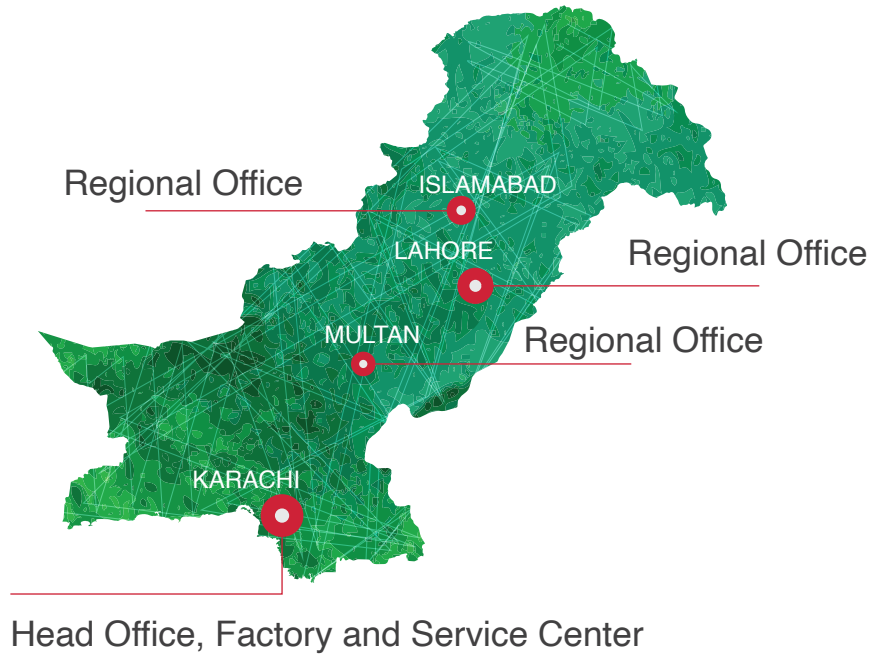 Regional Office
ISLAMABAD
LAHORE
Regional Office
MULTAN
Regional Office
KARACHI
Head Office, Factory and Service Center